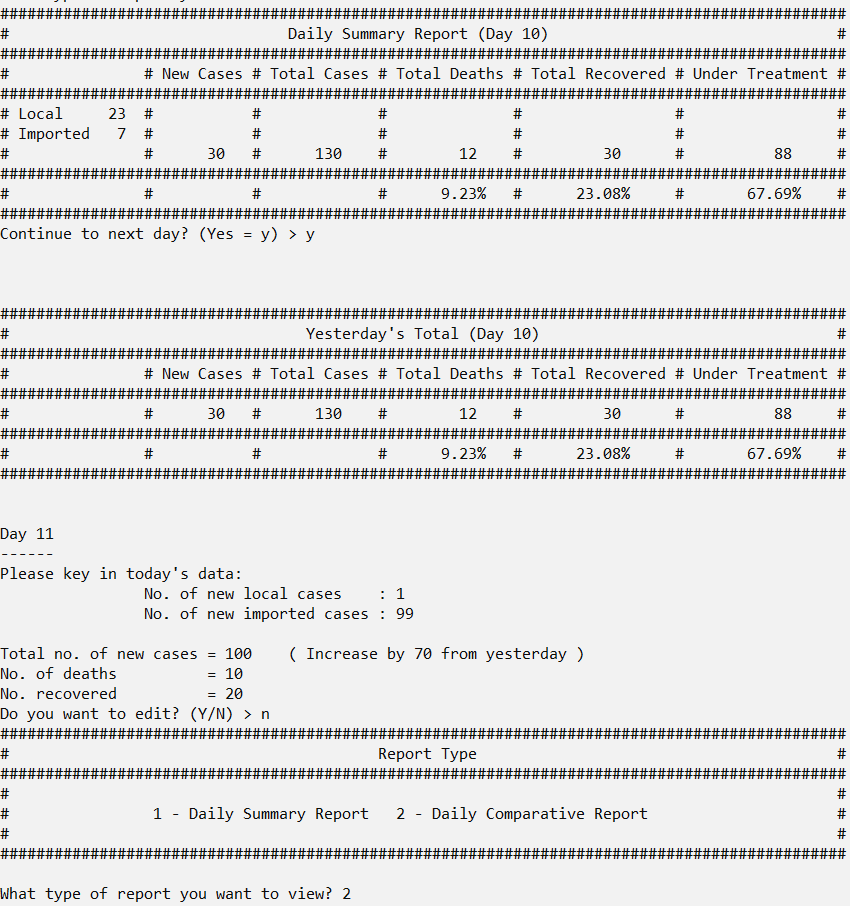 ##############################################################################################
#                               Daily Summary Report (Day 10)                                #
##############################################################################################
#               # New Cases # Total Cases # Total Deaths # Total Recovered # Under Treatment #
##############################################################################################
# Local     23  #           #             #              #                 #                 #
# Imported   7  #           #             #              #                 #                 #
#               #      30   #      130    #        12    #         30      #          88     #
##############################################################################################
#               #           #             #      9.23%   #      23.08%     #       67.69%    #
##############################################################################################
Continue to next day? (Yes = y) > y
##############################################################################################
#                                 Yesterday's Total (Day 10)                                 #
##############################################################################################
#               # New Cases # Total Cases # Total Deaths # Total Recovered # Under Treatment #
##############################################################################################
#               #      30   #      130    #        12    #         30      #          88     #
##############################################################################################
#               #           #             #      9.23%   #      23.08%     #       67.69%    #
##############################################################################################
Day 11
------
Please key in today's data:
                No. of new local cases    : 1
                No. of new imported cases : 99
Total no. of new cases = 100    ( Increase by 70 from yesterday )
No. of deaths          = 10
No. recovered          = 20
Do you want to edit? (Y/N) > n
##############################################################################################
#                                         Report Type                                        #
##############################################################################################
#                                                                                            #
#                1 - Daily Summary Report   2 - Daily Comparative Report                     #
#                                                                                            #
##############################################################################################
What type of report you want to view? 2